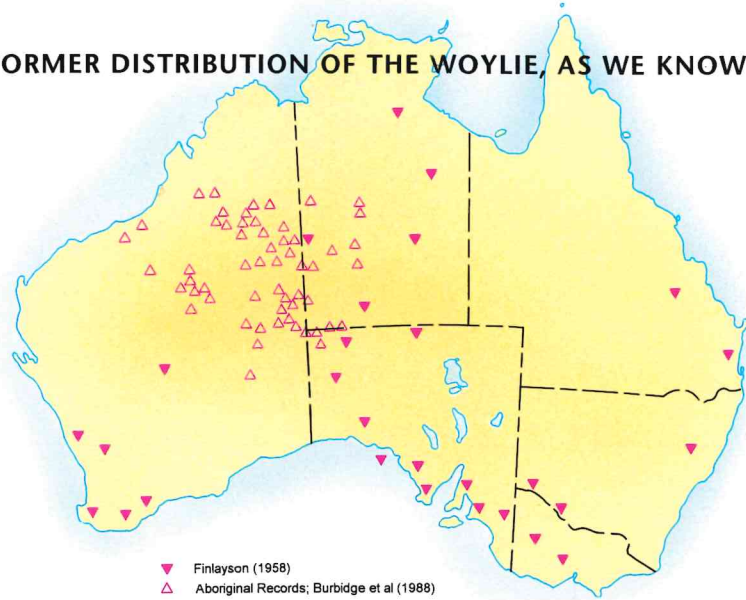 ORMER DISTRIBUTION OF THE WOYLIE, AS WE KNOW
Finlayson (1958)
Aboriginal Records; Burbidge et al (1988)